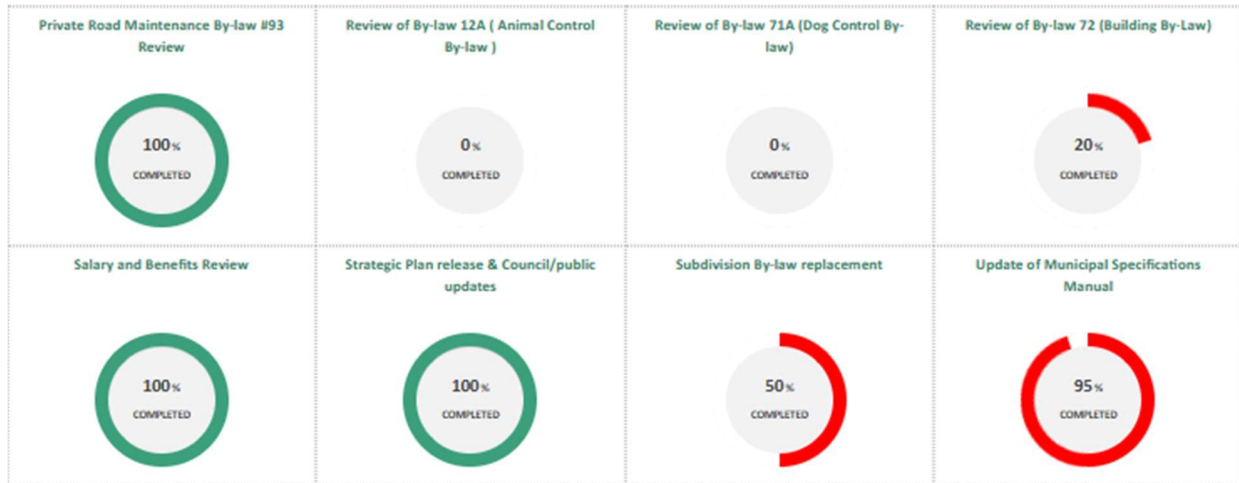 Private Road Maintenance By-law #93
Review
100%
COMPLETED
Review of By-law 12A ( Animal Control
By-law )
0%
COMPLETED
Review of By-law 71A (Dog Control By-
law)
0%
COMPLETED
Review of By-law 72 (Building By-Law)
20%
COMPLETED
Salary and Benefits Review
100%
COMPLETED
Strategic Plan release & Council/public
updates
100%
COMPLETED
Subdivision By-law replacement
50%
COMPLETED
Update of Municipal Specifications
Manual
95%
COMPLETED